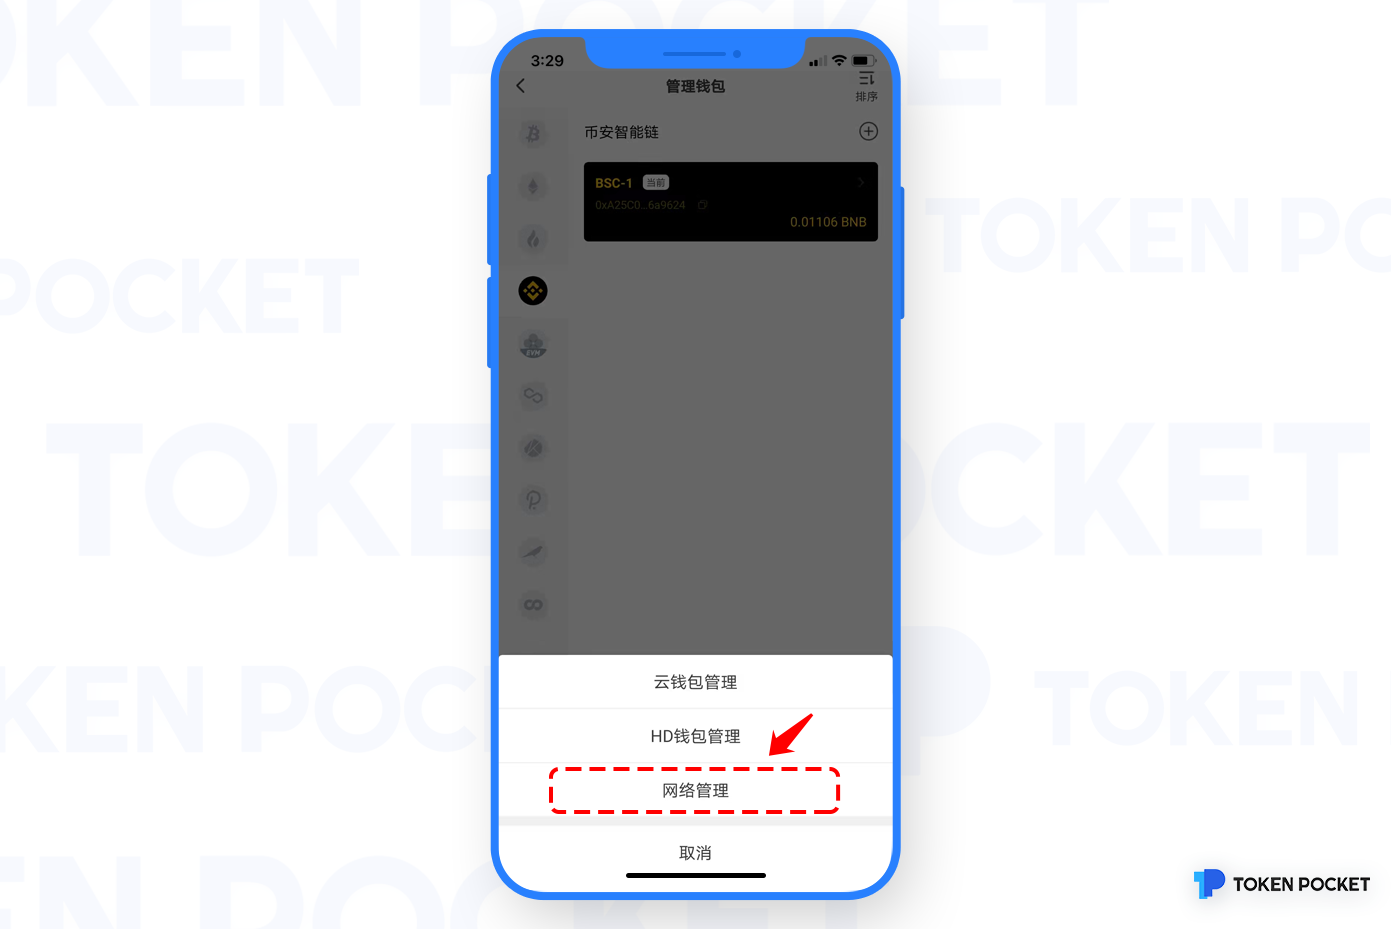 3:29
管理钱包
排序
币安智能链
BSC-1 当前
0xA25C0...6a9624
0.01106 BNB
EVM
云钱包管理
HD钱包管理
网络管理
取消
TOKEN POCKET